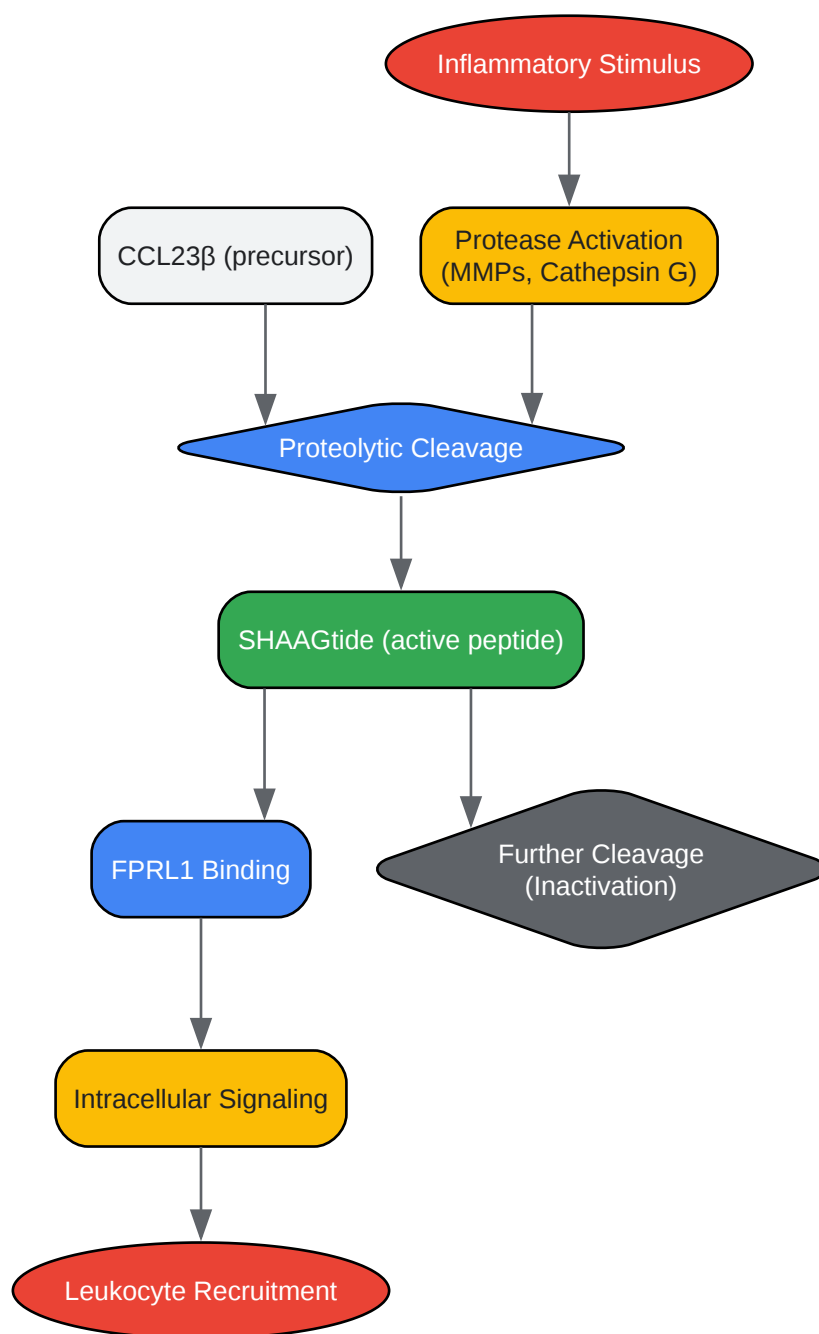 Inflammatory Stimulus
CCL23β (precursor)
Protease Activation
(MMPs, Cathepsin G)
Proteolytic Cleavage
SHAAGtide (active peptide)
FPRL1 Binding
Further Cleavage
(Inactivation)
Intracellular Signaling
Leukocyte Recruitment